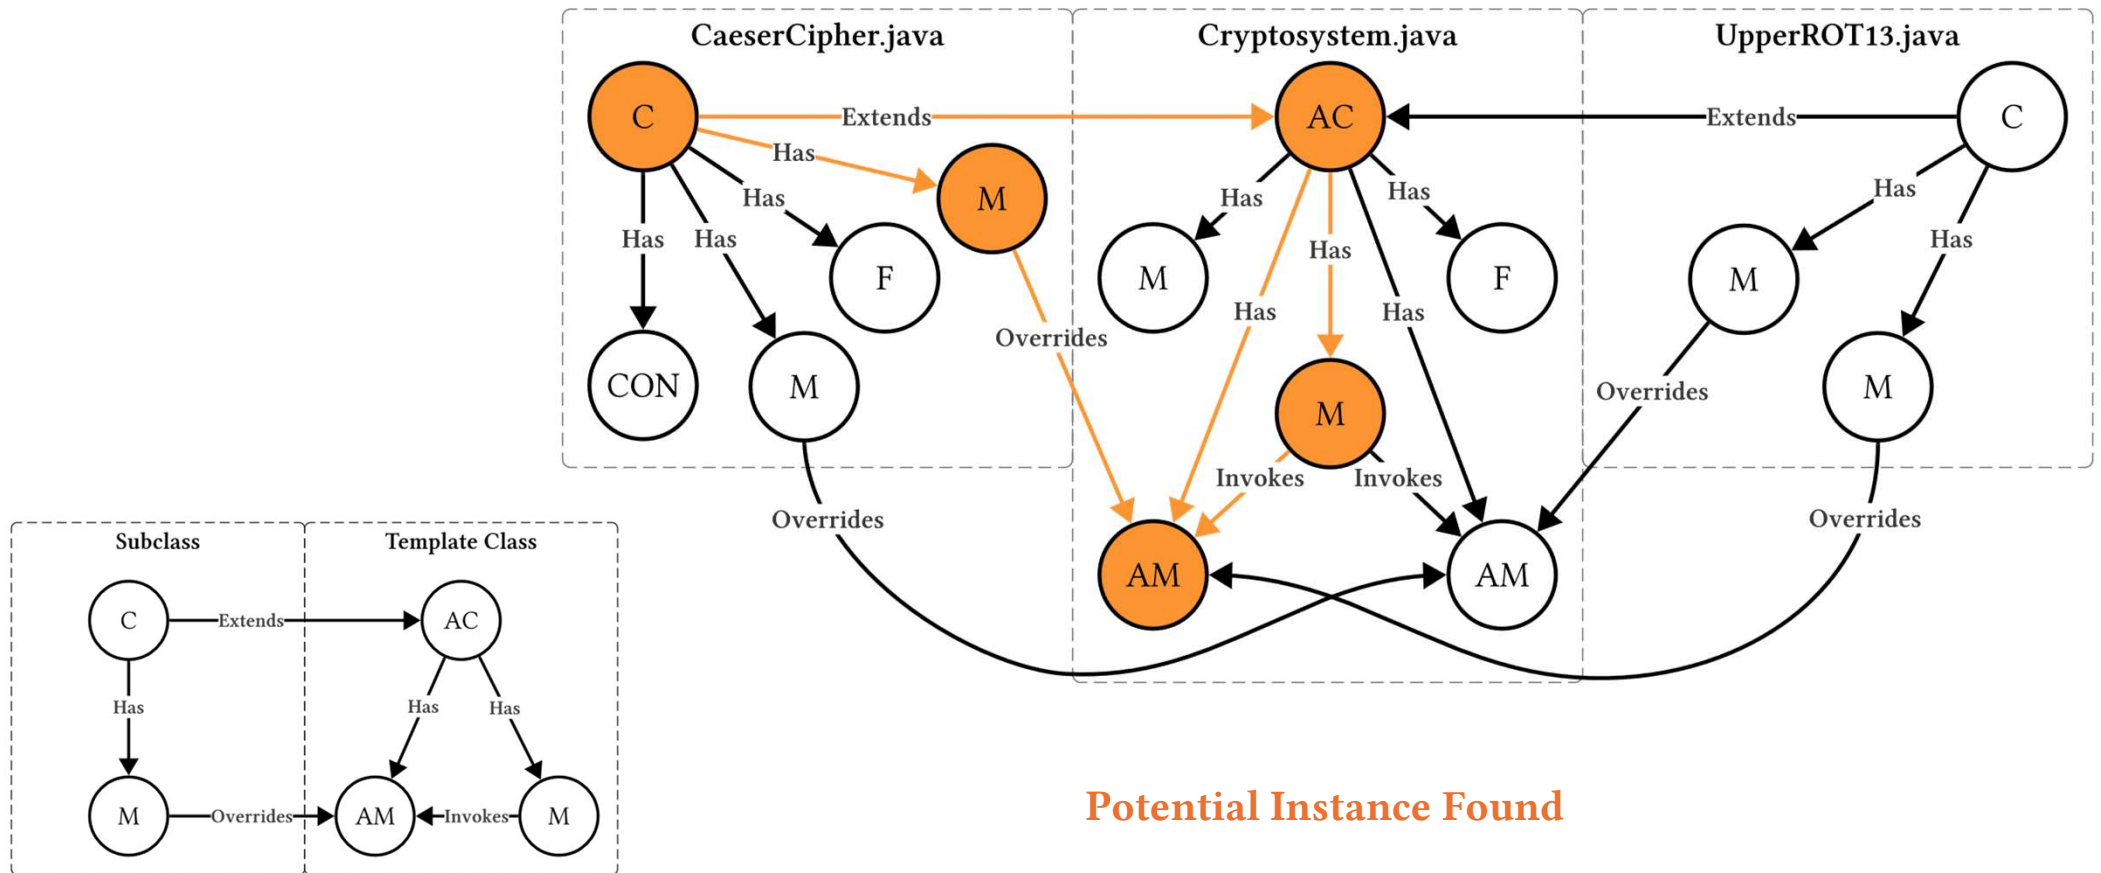 CaeserCipher.java
Cryptosystem.java
UpperROT13.java
C
Extends
AC
Extends
C
Has
M
Has
F
Has
CON
Has
M
Overrides
Overrides
Has
M
Has
Has
M
Has
Has
F
Invokes
Invokes
AM
AM
Has
M
Has
M
Overrides
Overrides
Subclass
Template Class
C
Extends
AC
Has
Has
Has
M
Overrides
AM
Invokes
M
Potential Instance Found